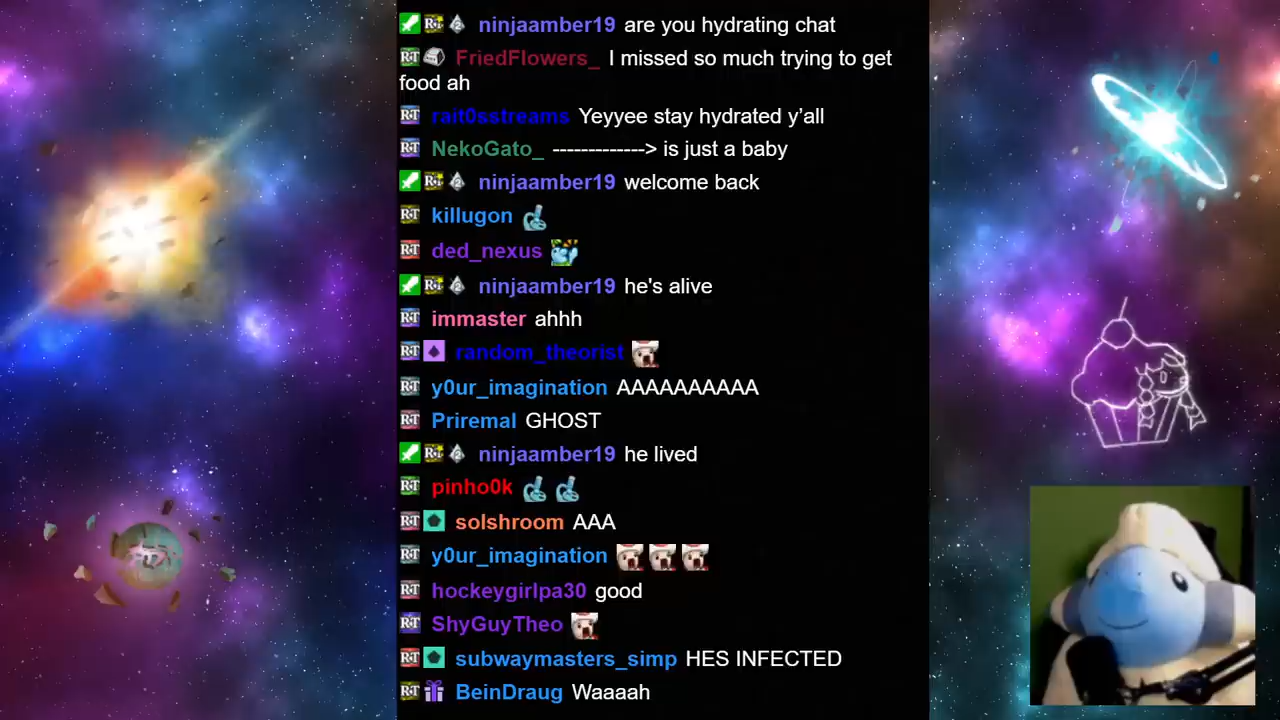 ninjaamber19 are you hydrating chat
FriedFlowers_ I missed so much trying to get
food ah
rait0sstreams Yeyyee stay hydrated y'all
NekoGato_ -------------> is just a baby
ninjaamber19 welcome back
killugon
ded_nexus
ninjaamber19 he's alive
immaster ahhh
random_theorist
y0ur_imagination AAAAAAAAAA
Priremal GHOST
ninjaamber19 he lived
pinho0k
solshroom AAA
y0ur_imagination
hockeygirlpa30 good
ShyGuyTheo
subwaymasters_simp HES INFECTED
BeinDraug Waaaah